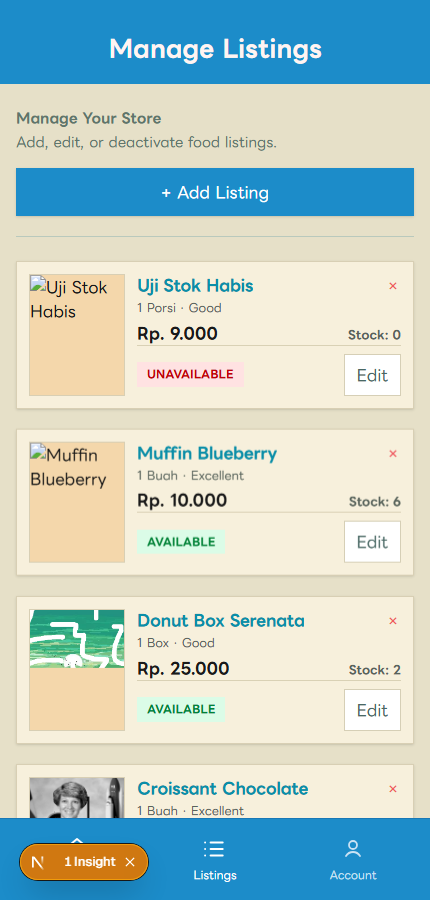 Manage Listings
Manage Your Store
Add, edit, or deactivate food listings.
+ Add Listing
Uji Stok
Habis
Uji Stok Habis
×
1 Porsi · Good
Rp. 9.000
Stock: 0
UNAVAILABLE
Edit
Muffin
Blueberry
Muffin Blueberry
×
1 Buah · Excellent
Rp. 10.000
Stock: 6
AVAILABLE
Edit
Donut Box Serenata
×
1 Box · Good
Rp. 25.000
Stock: 2
AVAILABLE
Edit
Croissant Chocolate
×
1 Buah · Excellent
N 1 Insight ×
Listings
Account